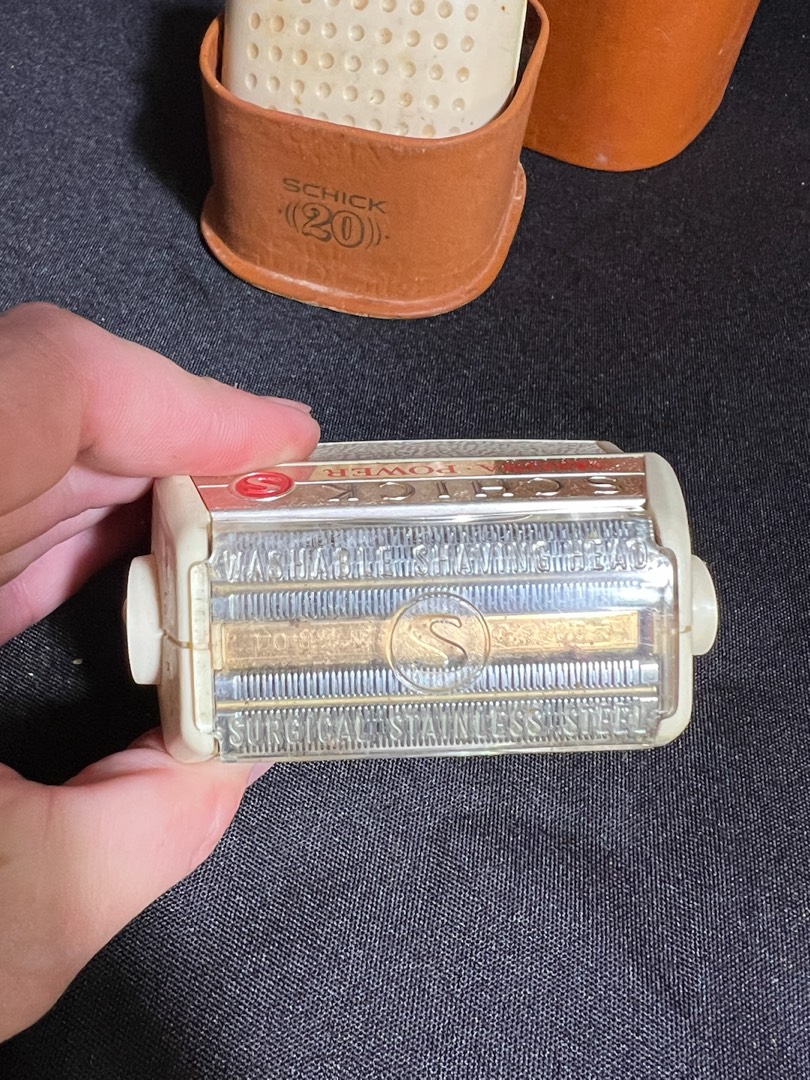 SCHICK
20
POWER
SCHICK
S
WASHABLE SHAVING HEAD
S
SURGICAL STAINLESS STEEL